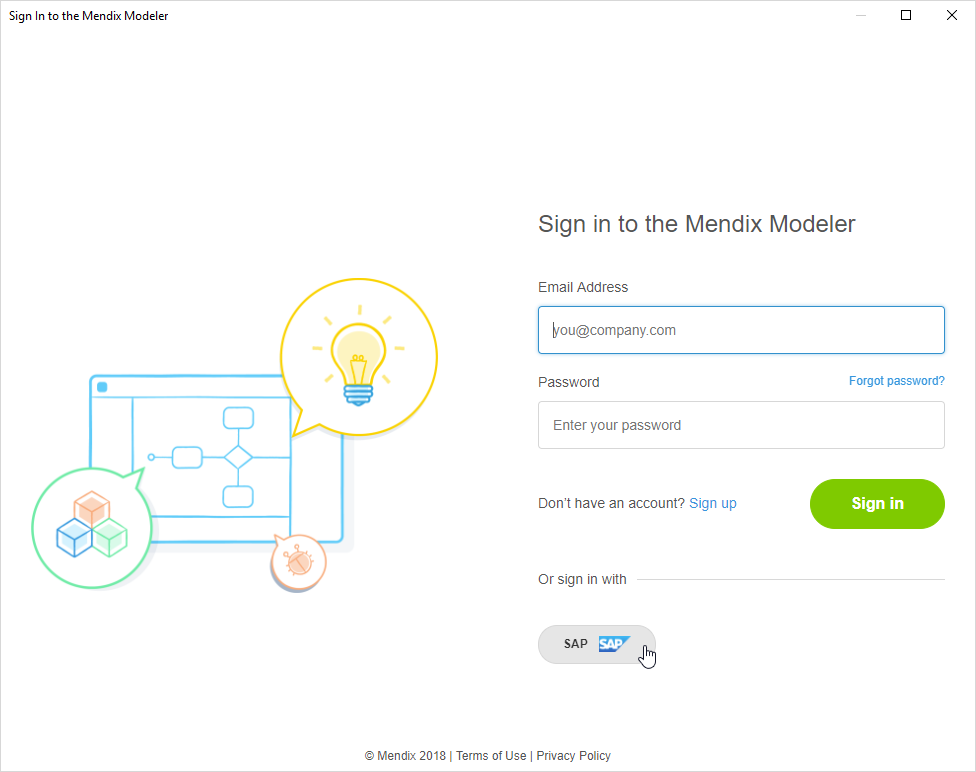 Sign In to the Mendix Modeler
Sign in to the Mendix Modeler
Email Address
you@company.com
Password Forgot password?
Enter your password
Don't have an account? Sign up Sign in
Or sign in with
SAP SAP
© Mendix 2018 | Terms of Use | Privacy Policy